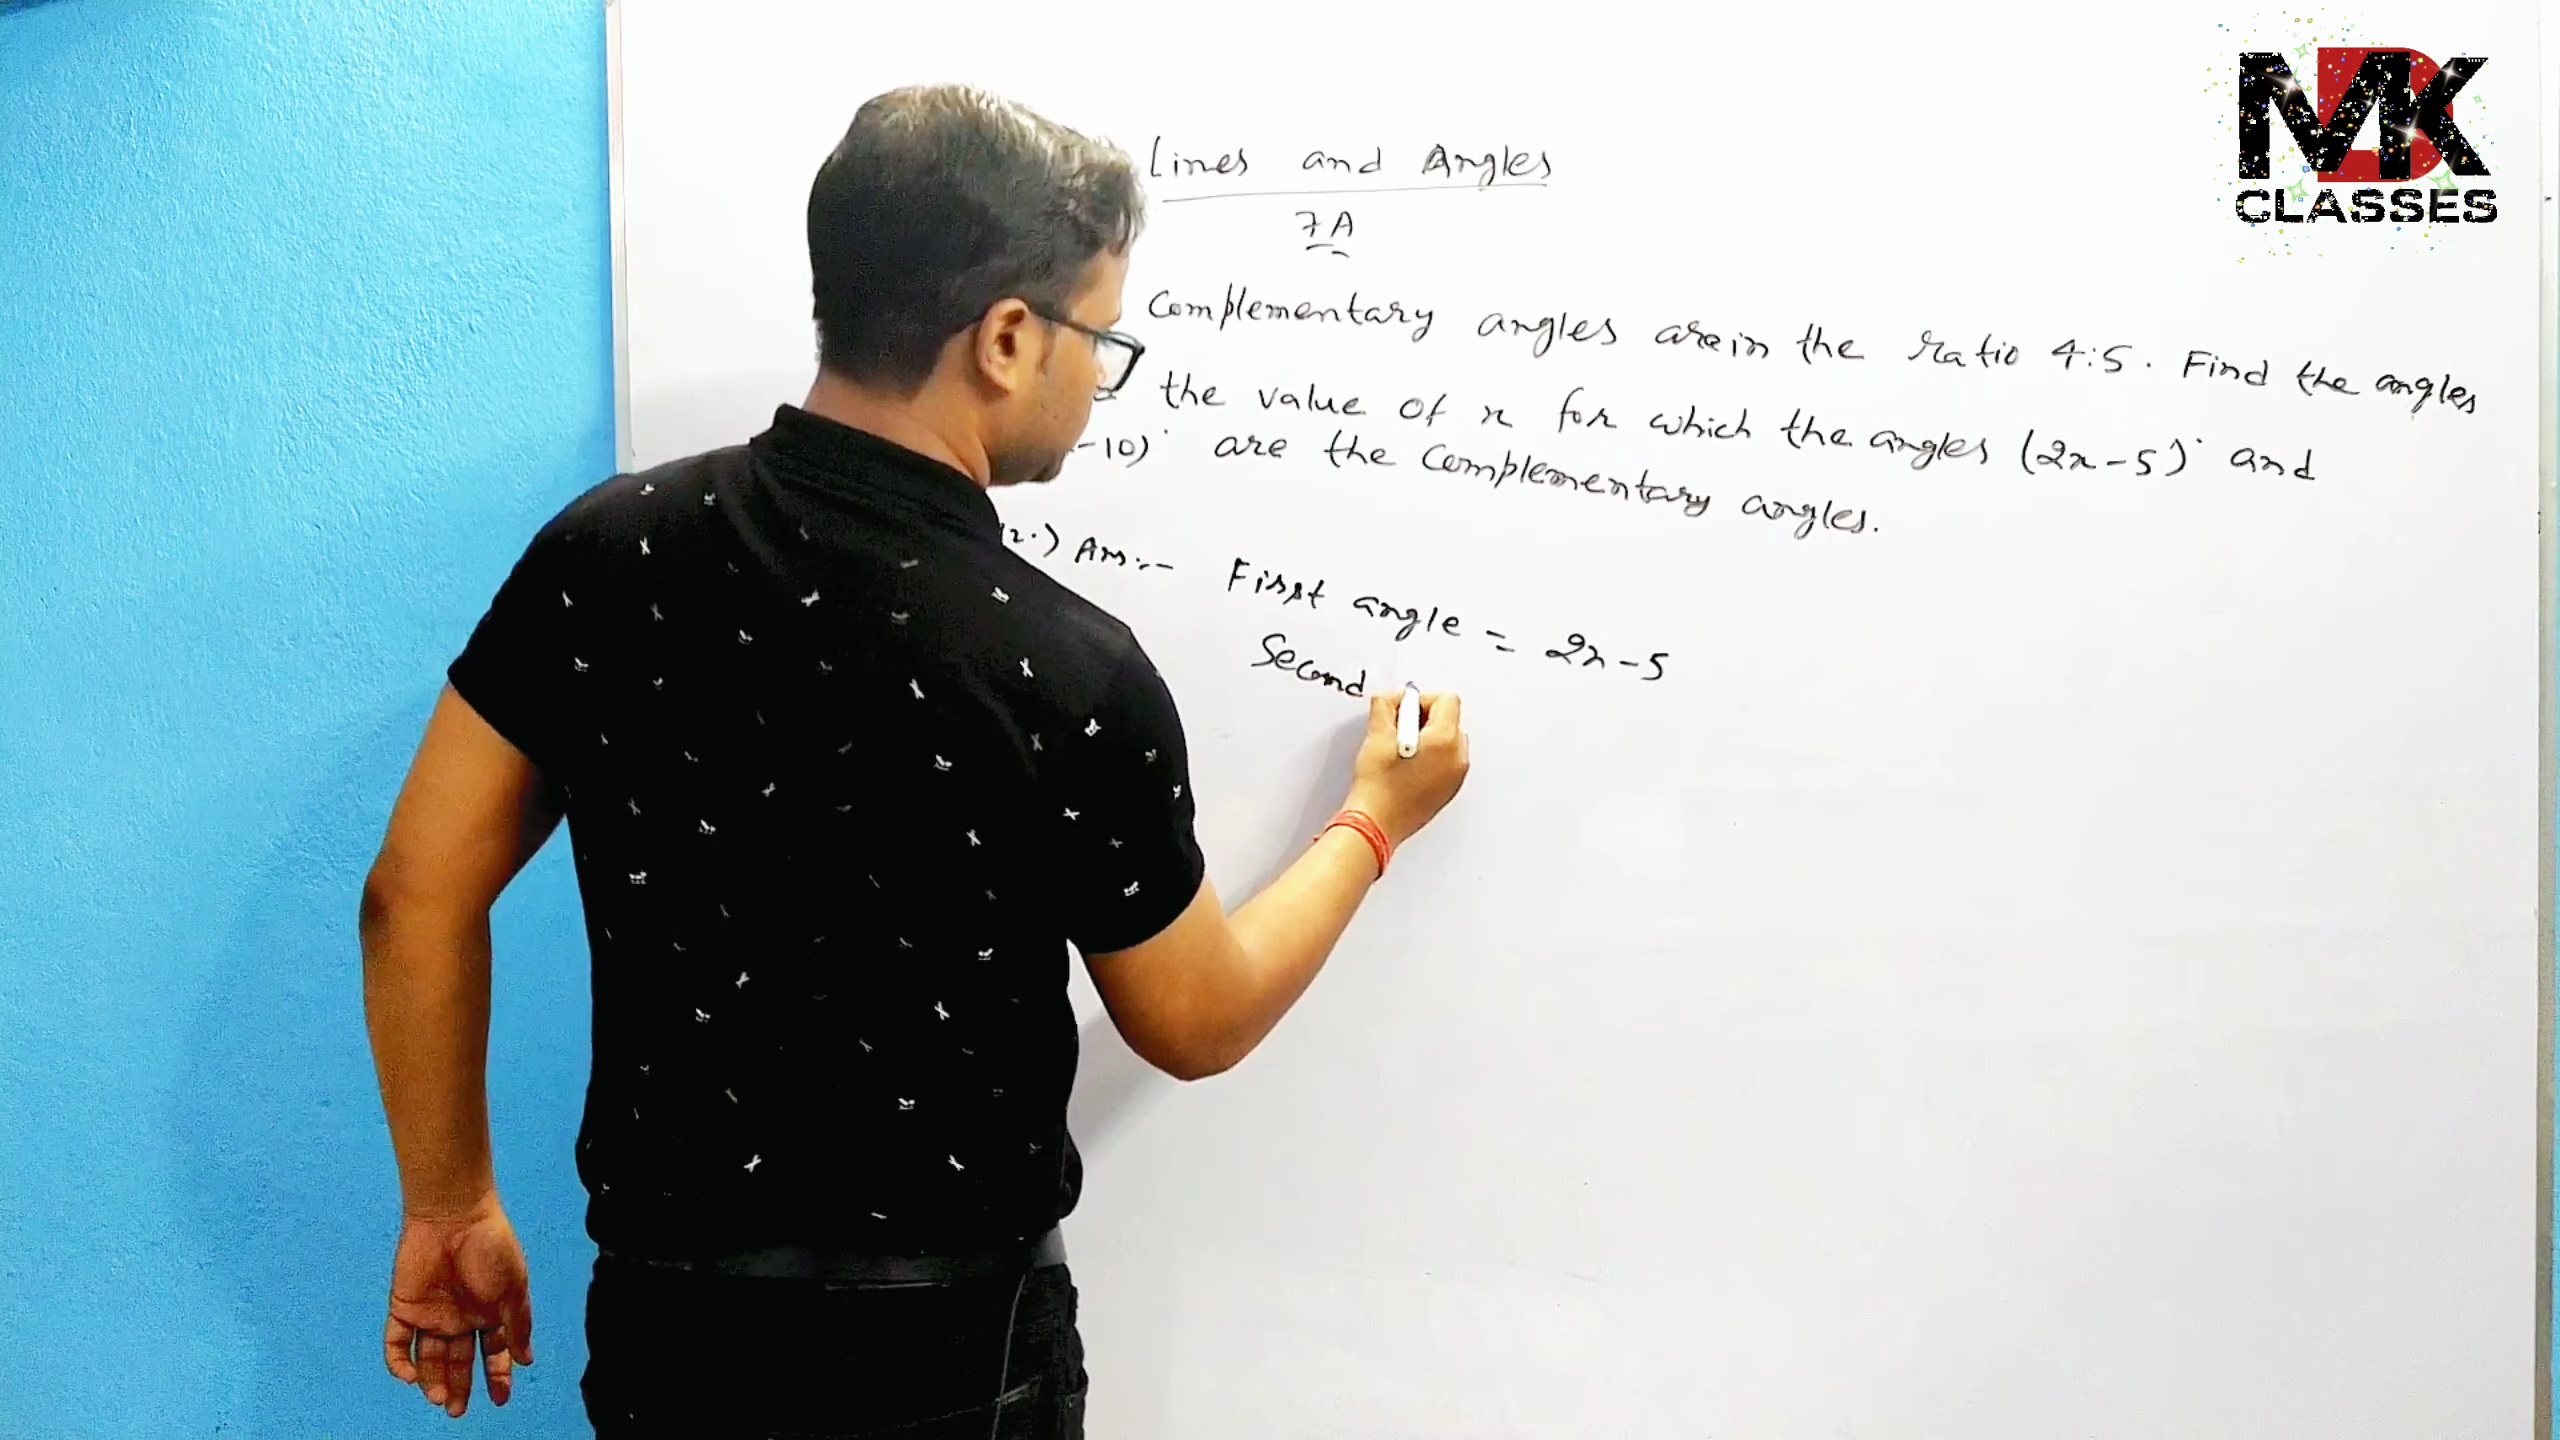 Lines and Angles
7A
Complementary angles are in the ratio 4:5. Find the angles
the value of x for which the angles (2x-5)° and
-10)° are the complementary angles.
2.) Ans:- First angle = 2x-5
Second
MDK
CLASSES